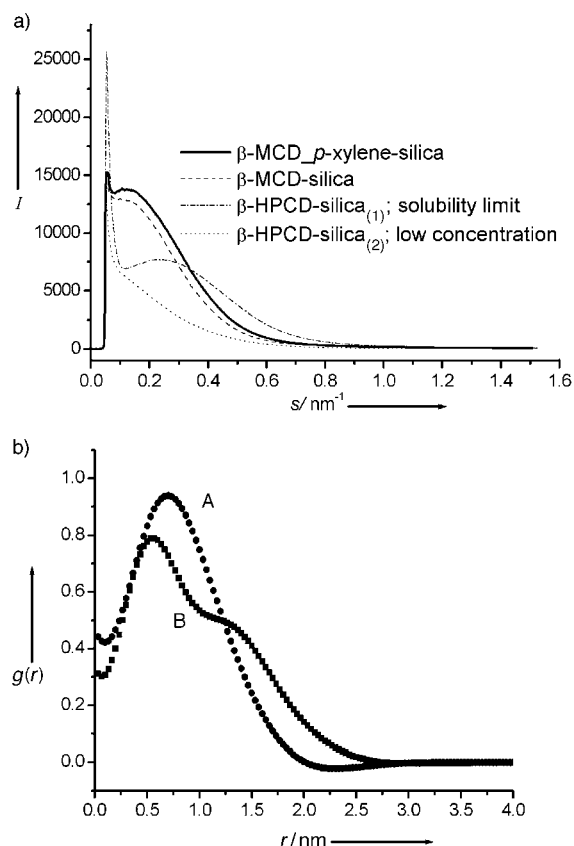 a)
25000
20000
15000
I
10000
5000
0
β-MCD_p-xylene-silica
β-MCD-silica
β-HPCD-silica(1); solubility limit
β-HPCD-silica(2); low concentration
0.0 0.2 0.4 0.6 0.8 1.0 1.2 1.4 1.6
s/nm-1
b)
1.0
0.8
0.6
g(r)
0.4
0.2
0.0
A
B
0.0 0.5 1.0 1.5 2.0 2.5 3.0 3.5 4.0
r/nm